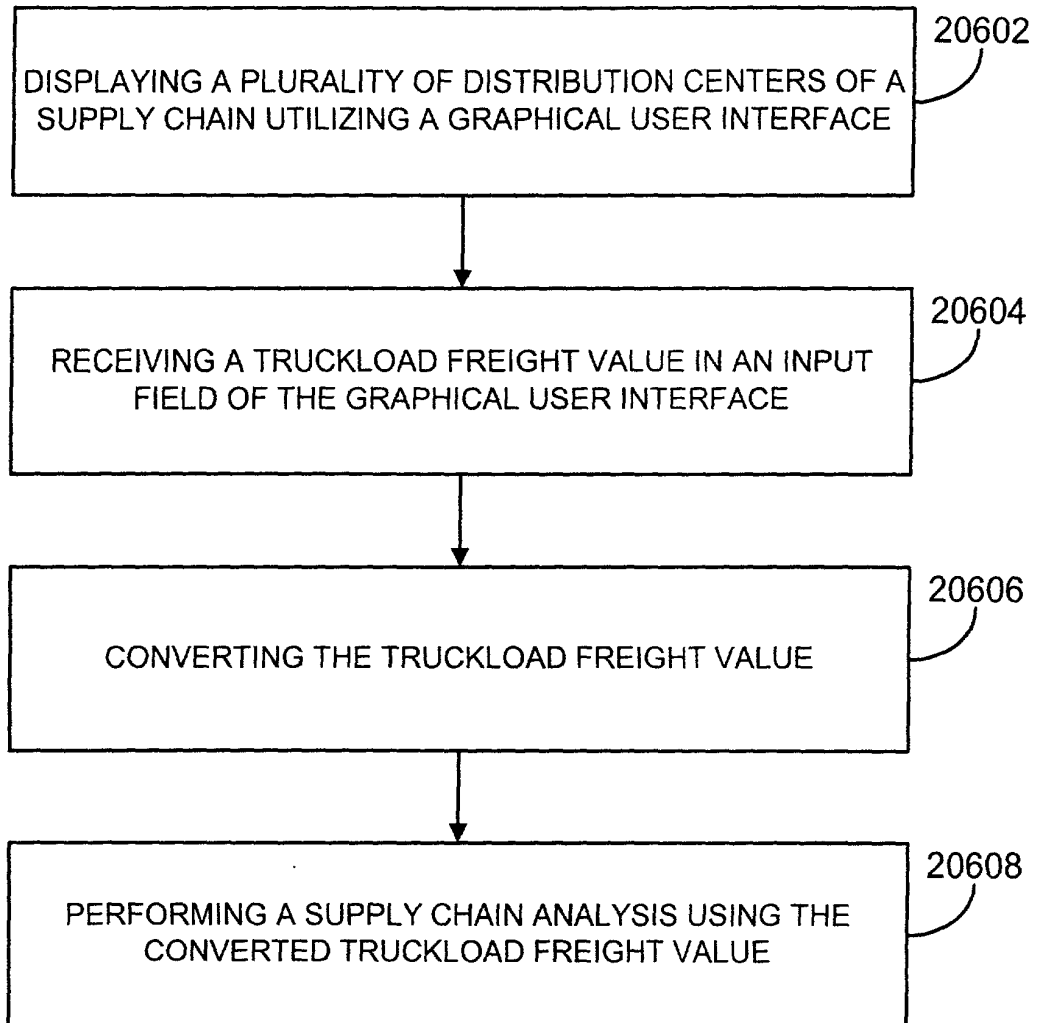 20602
DISPLAYING A PLURALITY OF DISTRIBUTION CENTERS OF A
SUPPLY CHAIN UTILIZING A GRAPHICAL USER INTERFACE
20604
RECEIVING A TRUCKLOAD FREIGHT VALUE IN AN INPUT
FIELD OF THE GRAPHICAL USER INTERFACE
20606
CONVERTING THE TRUCKLOAD FREIGHT VALUE
20608
PERFORMING A SUPPLY CHAIN ANALYSIS USING THE
CONVERTED TRUCKLOAD FREIGHT VALUE